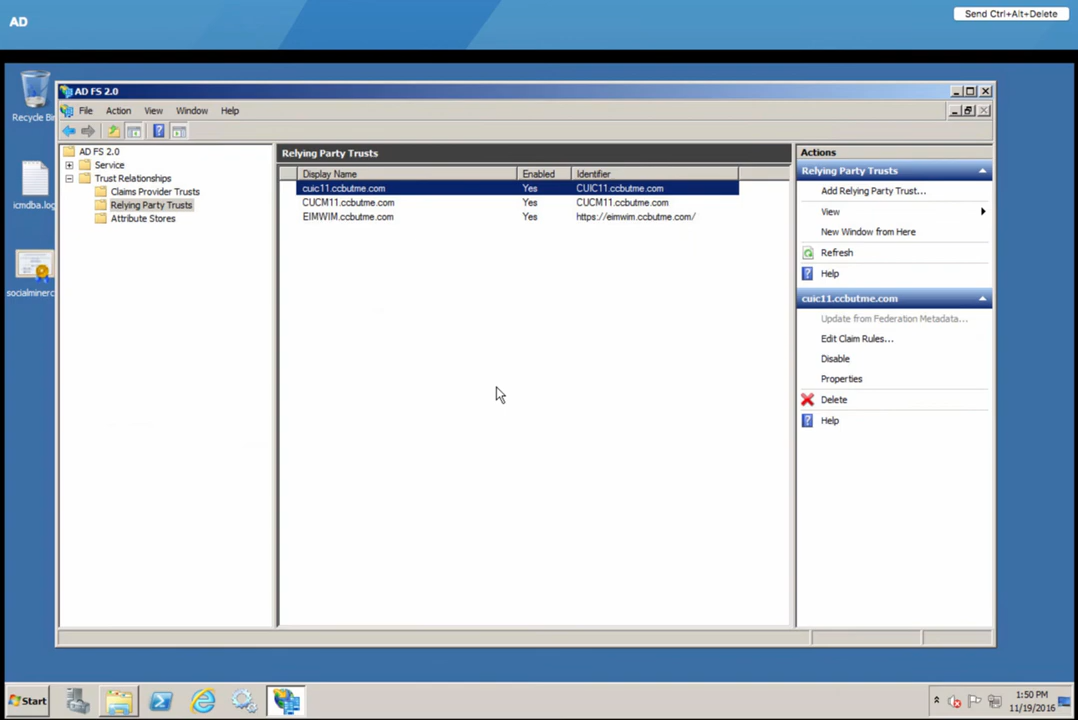 AD
Send Ctrl+Alt+Delete
Recycle Bin
icmdba.log
socialminerc
AD FS 2.0
File Action View Window Help
AD FS 2.0
Service
Trust Relationships
Claims Provider Trusts
Relying Party Trusts
Attribute Stores
Relying Party Trusts
Display Name Enabled Identifier
cuic11.ccbutme.com Yes CUIC11.ccbutme.com
CUCM11.ccbutme.com Yes CUCM11.ccbutme.com
EIMWIM.ccbutme.com Yes https://eimwim.ccbutme.com/
Actions
Relying Party Trusts
Add Relying Party Trust...
View
New Window from Here
Refresh
Help
cuic11.ccbutme.com
Update from Federation Metadata...
Edit Claim Rules...
Disable
Properties
Delete
Help
Start
1:50 PM
11/19/2016